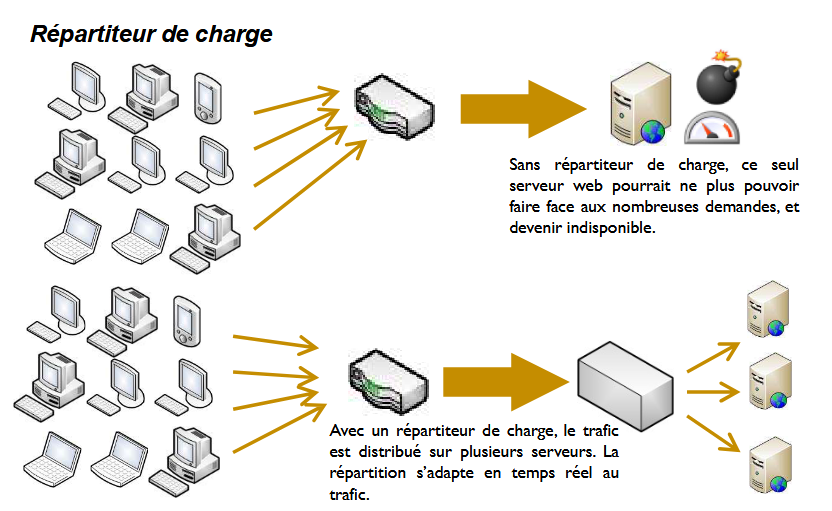 Répartiteur de charge
Sans répartiteur de charge, ce seul
serveur web pourrait ne plus pouvoir
faire face aux nombreuses demandes, et
devenir indisponible.
Avec un répartiteur de charge, le trafic
est distribué sur plusieurs serveurs. La
répartition s'adapte en temps réel au
trafic.